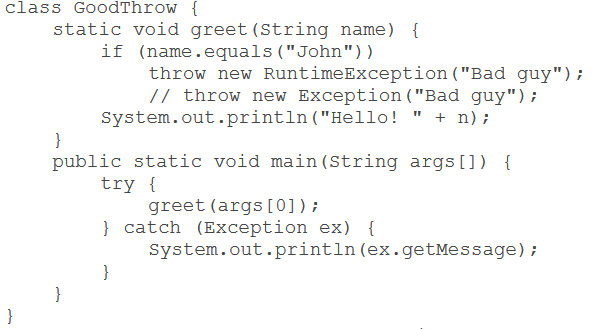 class GoodThrow {
    static void greet(String name) {
        if (name.equals("John"))
            throw new RuntimeException("Bad guy");
            // throw new Exception("Bad guy");
        System.out.println("Hello! " + n);
    }
    public static void main(String args[]) {
        try {
            greet(args[0]);
        } catch (Exception ex) {
            System.out.println(ex.getMessage);
        }
    }
}